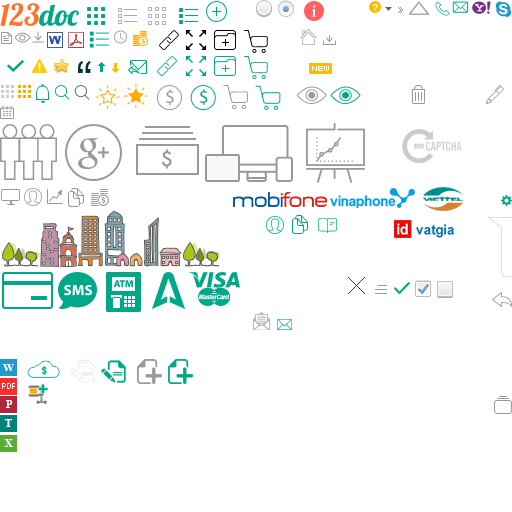 123doc
W
i
?
Y!
S
W
NEW
$
$
$
g+
$
ReCAPTCHA
mobifone
vinaphone
VIETTEL
id vatgia
SMS
ATM
VISA
MasterCard
W
$
PDF
P
T
X